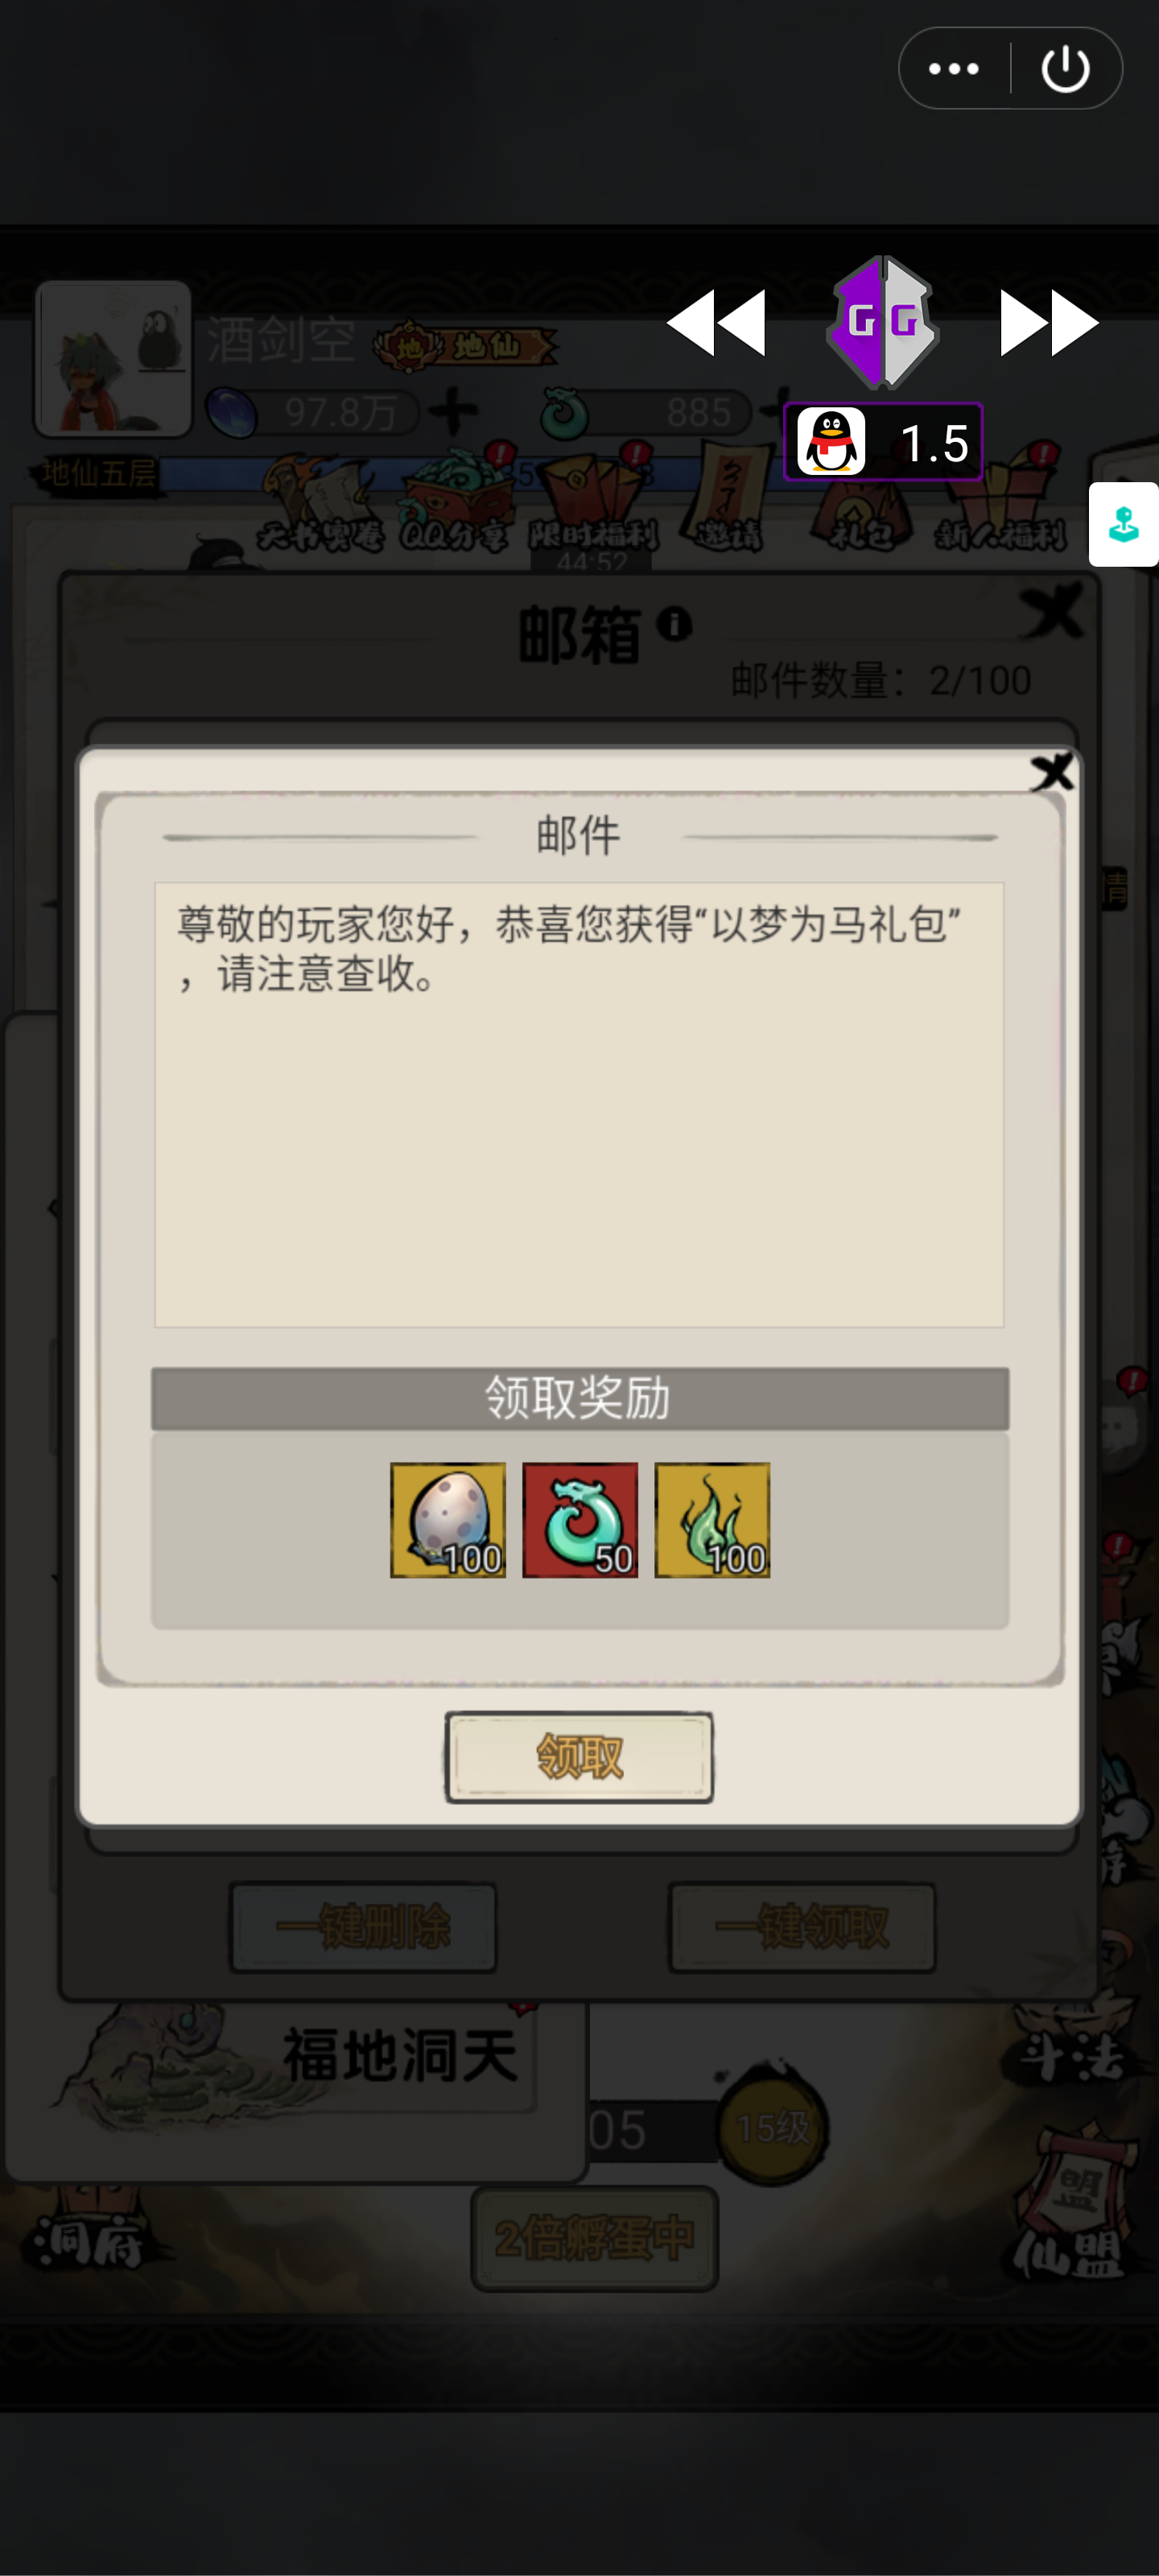 酒剑空
地 地仙
97.8万
885
GG
1.5
地仙五层
天书奕卷 QQ分享 限时福利 邀请 礼包 新人福利
44:52
邮箱
邮件数量：2/100
邮件
尊敬的玩家您好，恭喜您获得“以梦为马礼包”
，请注意查收。
领取奖励
100
50
100
领取
一键删除
一键领取
福地洞天
斗法
05
15级
盟
洞府
2倍孵蛋中
仙盟